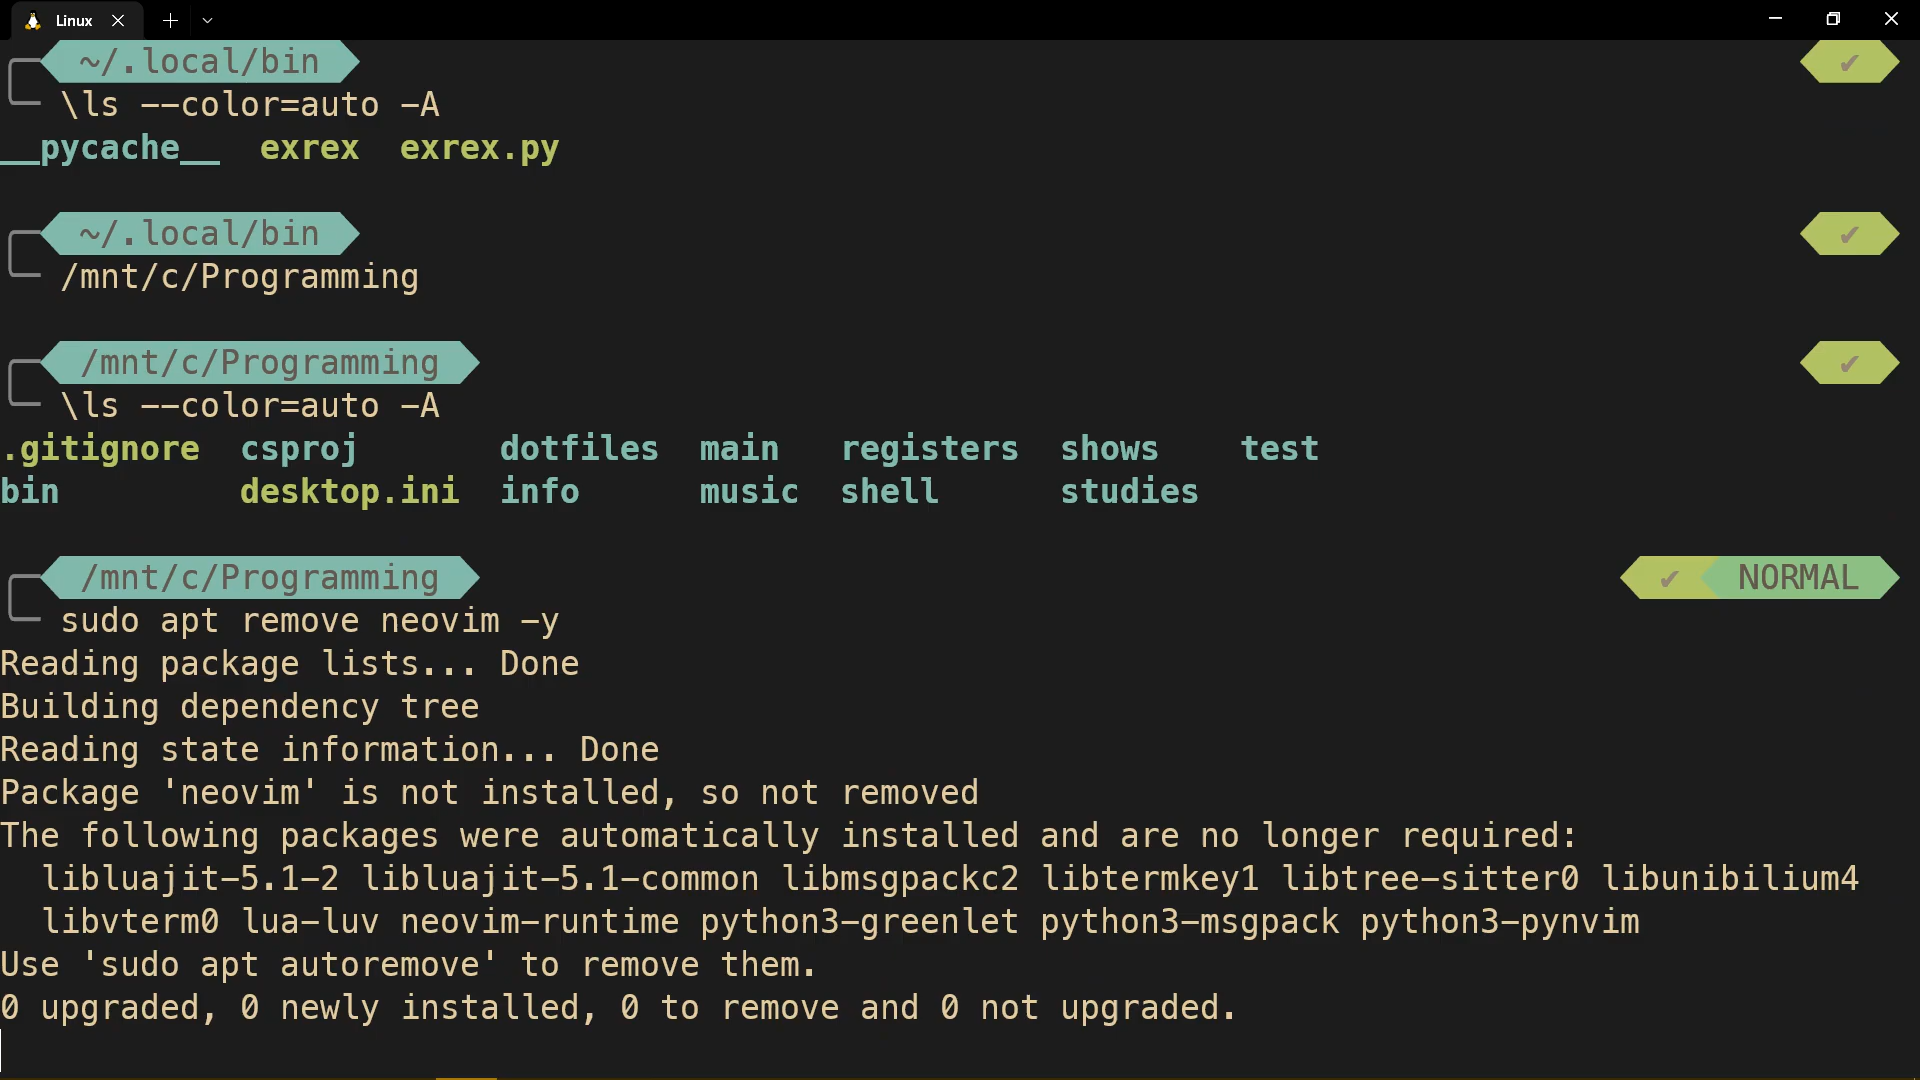 Linux
~/.local/bin ✔
\ls --color=auto -A
__pycache__ exrex exrex.py
~/.local/bin ✔
/mnt/c/Programming
/mnt/c/Programming ✔
\ls --color=auto -A
.gitignore csproj dotfiles main registers shows test
bin desktop.ini info music shell studies
/mnt/c/Programming ✔ NORMAL
sudo apt remove neovim -y
Reading package lists... Done
Building dependency tree
Reading state information... Done
Package 'neovim' is not installed, so not removed
The following packages were automatically installed and are no longer required:
libluajit-5.1-2 libluajit-5.1-common libmsgpackc2 libtermkey1 libtree-sitter0 libunibilium4
libvterm0 lua-luv neovim-runtime python3-greenlet python3-msgpack python3-pynvim
Use 'sudo apt autoremove' to remove them.
0 upgraded, 0 newly installed, 0 to remove and 0 not upgraded.